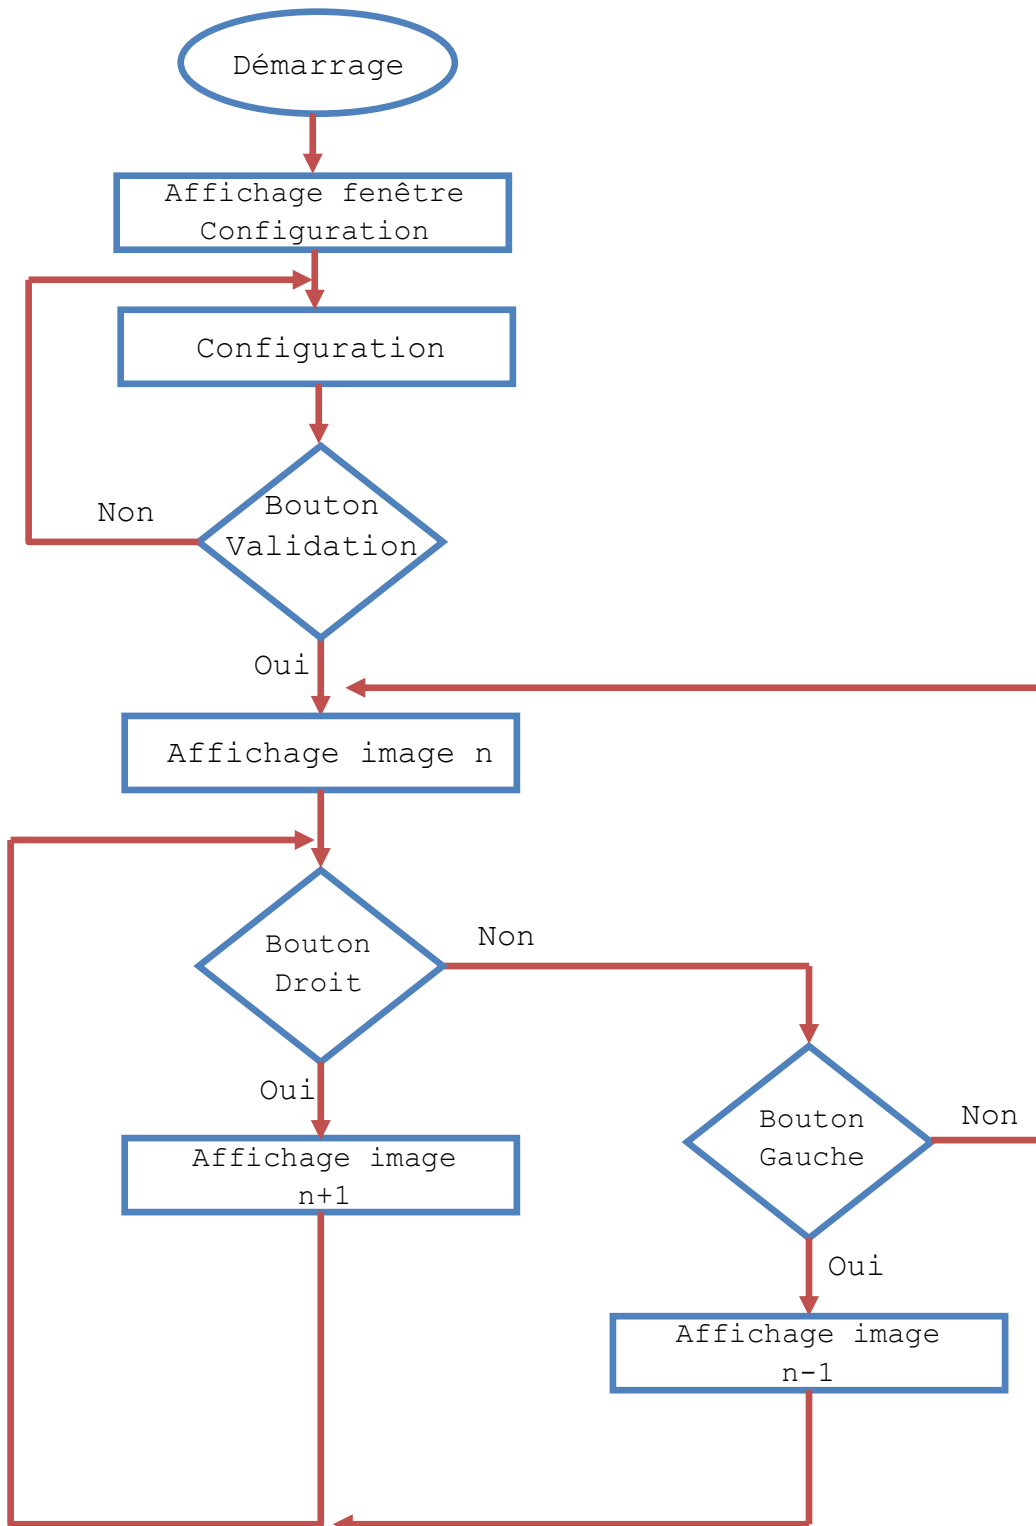 Démarrage
Affichage fenêtre
Configuration
Configuration
Bouton
Validation
Non
Oui
Affichage image n
Bouton
Droit
Non
Oui
Affichage image
n+1
Bouton
Gauche
Non
Oui
Affichage image
n-1